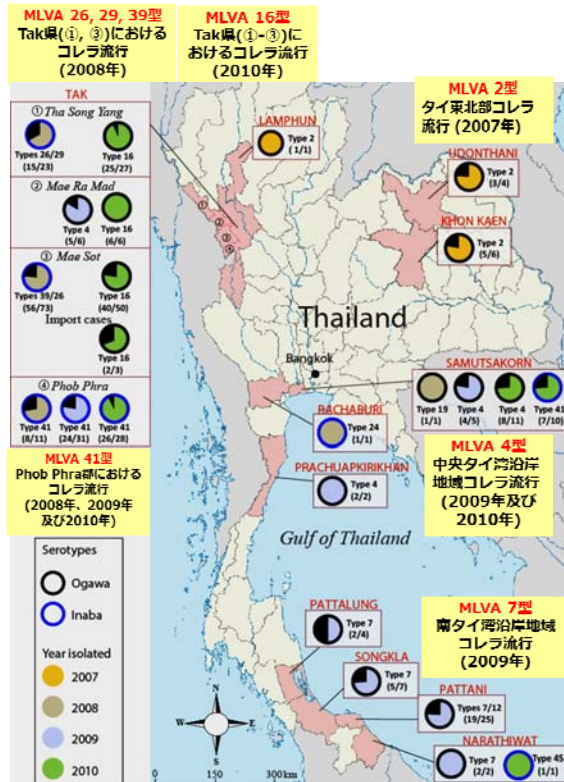 MLVA 26, 29, 39型
Tak県(①, ③)における
コレラ流行
(2008年)
MLVA 16型
Tak県(①-③)に
おけるコレラ流行
(2010年)
MLVA 2型
タイ東北部コレラ
流行 (2007年)
TAK
① Tha Song Yang
Types 26/29
(15/23)
Type 16
(25/27)
② Mae Ra Mad
Type 4
(5/6)
Type 16
(6/6)
③ Mae Sot
Types 39/26
(56/73)
Type 16
(40/50)
Import cases
Type 16
(2/3)
④ Phob Phra
Type 41
(8/11)
Type 41
(24/31)
Type 41
(26/28)
MLVA 41型
Phob Phra郡における
コレラ流行
(2008年、2009年
及び2010年)
Serotypes
Ogawa
Inaba
Year isolated
2007
2008
2009
2010
LAMPHUN
Type 2
(1/1)
UDONTHANI
Type 2
(3/4)
KHON KAEN
Type 2
(5/6)
①
②
③
④
Thailand
Bangkok
SAMUTSAKORN
Type 19
(1/1)
Type 4
(4/5)
Type 4
(8/11)
Type 41
(7/10)
RACHABURI
Type 24
(1/1)
PRACHUAPKIRIKHAN
Type 4
(2/2)
MLVA 4型
中央タイ湾沿岸
地域コレラ流行
(2009年及び
2010年)
Gulf of Thailand
MLVA 7型
南タイ湾沿岸地域
コレラ流行
(2009年)
PATTALUNG
Type 7
(2/4)
SONGKLA
Type 7
(5/7)
PATTANI
Types 7/12
(19/25)
NARATHIWAT
Type 7
(2/2)
Type 45
(1/1)
N
W
E
S
0 150 300 km